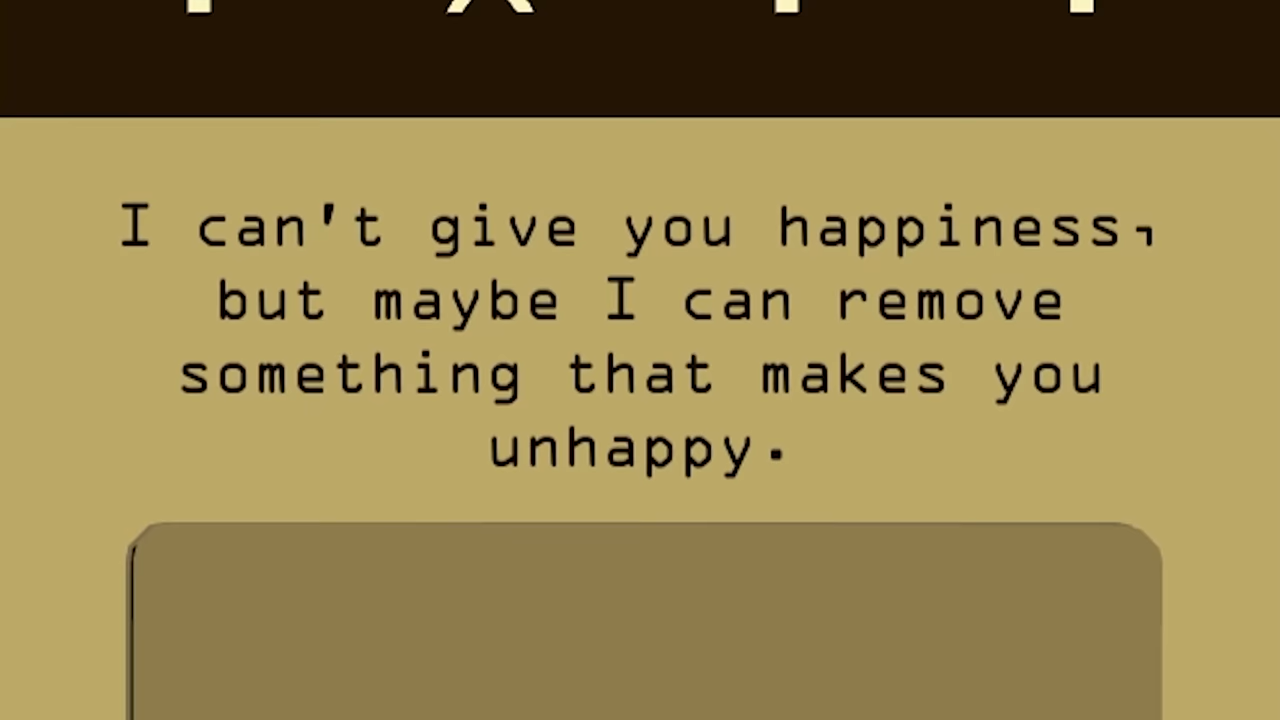 I can't give you happiness,
but maybe I can remove
something that makes you
unhappy.